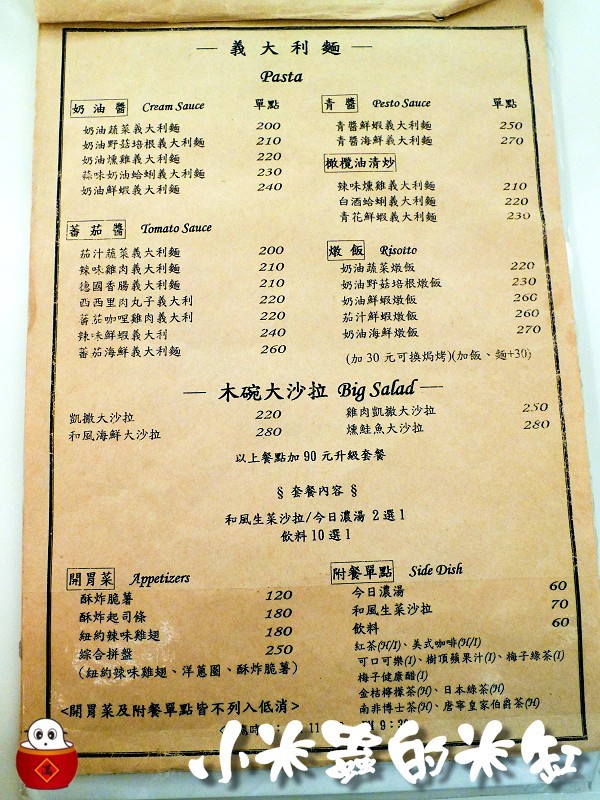 — 義大利麵 —
Pasta
奶油醬 Cream Sauce 單點
奶油蔬菜義大利麵 200
奶油野菇培根義大利麵 210
奶油燻雞義大利麵 220
蒜味奶油蛤蜊義大利麵 230
奶油鮮蝦義大利麵 240
蕃茄醬 Tomato Sauce
茄汁蔬菜義大利麵 200
辣味雞肉義大利麵 210
德國香腸義大利麵 210
西西里肉丸子義大利 220
蕃茄咖哩雞肉義大利 220
辣味鮮蝦義大利 240
蕃茄海鮮義大利麵 260
青醬 Pesto Sauce 單點
青醬鮮蝦義大利麵 250
青醬海鮮義大利麵 270
橄欖油清炒
辣味燻雞義大利麵 210
白酒蛤蜊義大利麵 220
青花鮮蝦義大利麵 230
燉飯 Risotto
奶油蔬菜燉飯 220
奶油野菇培根燉飯 230
奶油鮮蝦燉飯 260
茄汁鮮蝦燉飯 260
奶油海鮮燉飯 270
(加30元可換焗烤)(加飯、麵+30)
— 木碗大沙拉 Big Salad —
凱撒大沙拉 220
和風海鮮大沙拉 280
雞肉凱撒大沙拉 250
燻鮭魚大沙拉 280
以上餐點加90元升級套餐
§ 套餐內容 §
和風生菜沙拉/今日濃湯 2選1
飲料10選1
開胃菜 Appetizers
酥炸脆薯 120
酥炸起司條 180
紐約辣味雞翅 180
綜合拼盤 250
(紐約辣味雞翅、洋蔥圈、酥炸脆薯)
<開胃菜及附餐單點皆不列入低消>
附餐單點 Side Dish
今日濃湯 60
和風生菜沙拉 70
飲料 60
紅茶(H/I)、美式咖啡(H/I)
可口可樂(I)、樹頂蘋果汁(I)、梅子綠茶(I)
梅子健康醋(I)
金桔檸檬茶(H)、日本綠茶(H)
南非博士茶(H)、唐寧皇家伯爵茶(H)
小米蟲的米缸